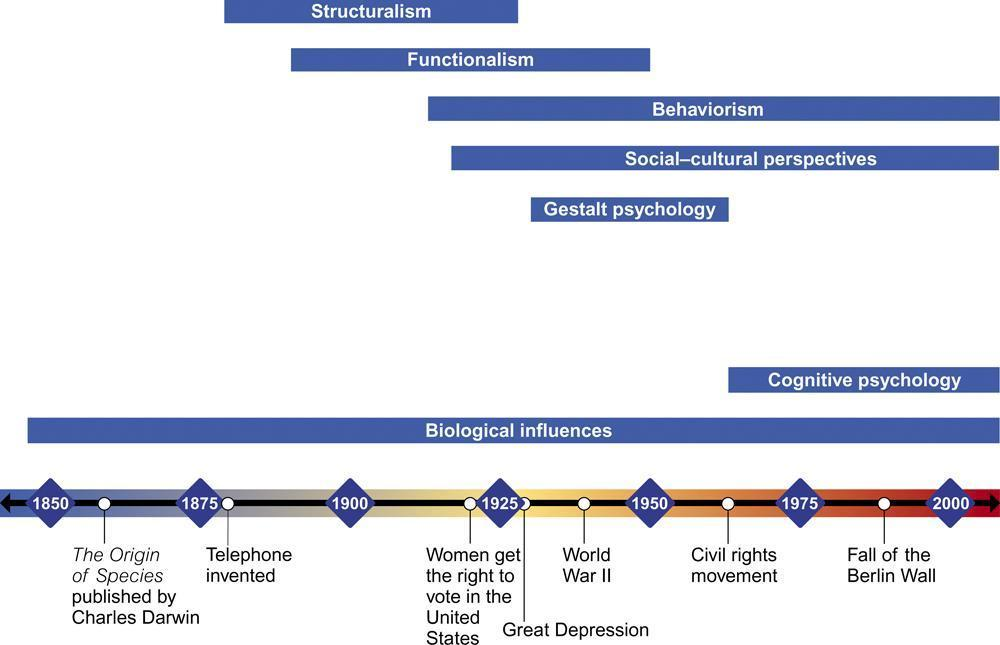 Structuralism
Functionalism
Behaviorism
Social–cultural perspectives
Gestalt psychology
Cognitive psychology
Biological influences
1850
1875
1900
1925
1950
1975
2000
The Origin
of Species
published by
Charles Darwin
Telephone
invented
Women get
the right to
vote in the
United
States
Great Depression
World
War II
Civil rights
movement
Fall of the
Berlin Wall